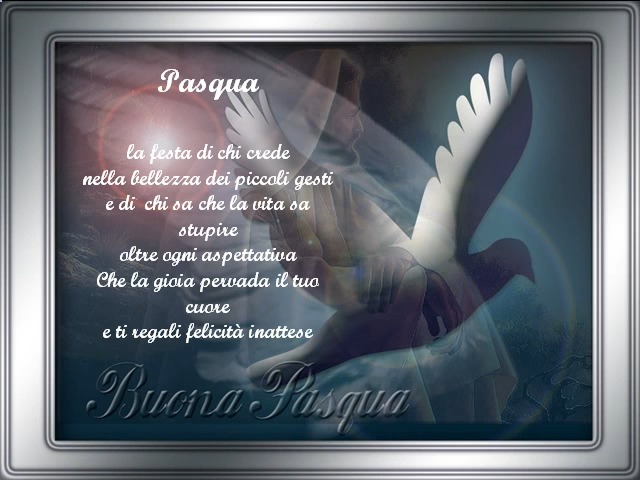 Pasqua
la festa di chi crede
nella bellezza dei piccoli gesti
e di chi sa che la vita sa
stupire
oltre ogni aspettativa
Che la gioia pervada il tuo
cuore
e ti regali felicità inattese
Buona Pasqua